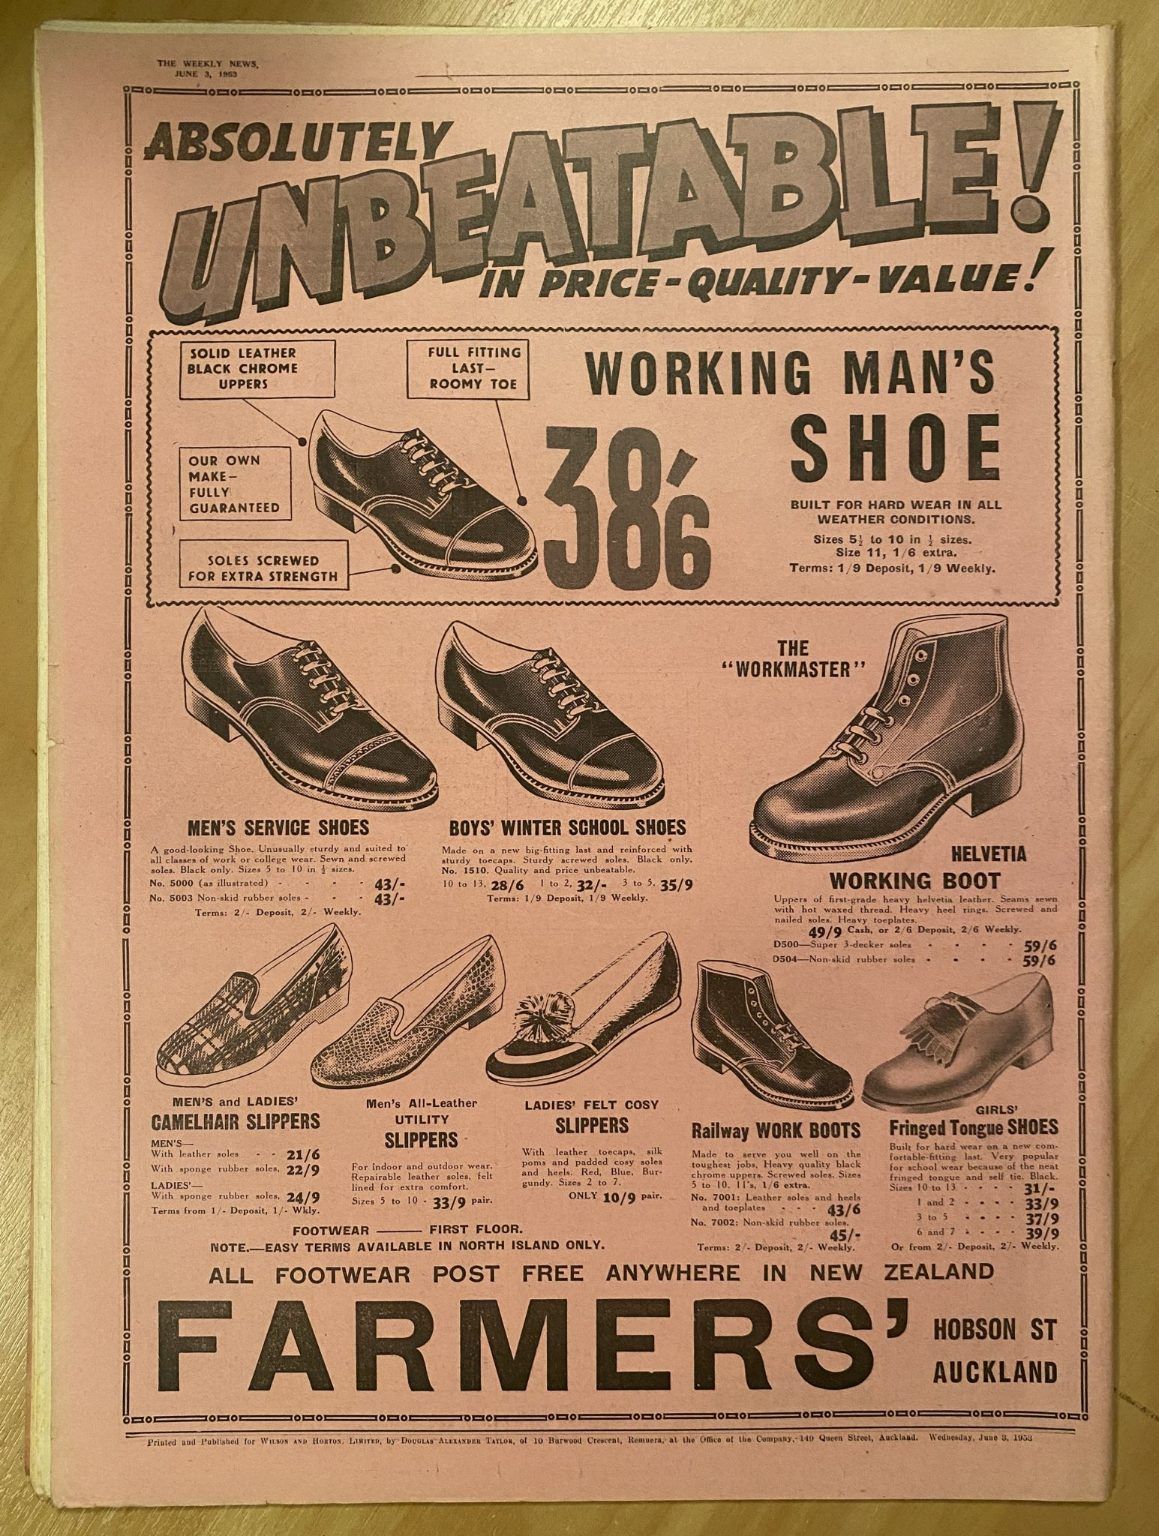 THE WEEKLY NEWS,
JUNE 3, 1953
ABSOLUTELY
UNBEATABLE!
IN PRICE-QUALITY-VALUE!
SOLID LEATHER
BLACK CHROME
UPPERS
FULL FITTING
LAST—
ROOMY TOE
OUR OWN
MAKE—
FULLY
GUARANTEED
SOLES SCREWED
FOR EXTRA STRENGTH
38/6
WORKING MAN'S
SHOE
BUILT FOR HARD WEAR IN ALL
WEATHER CONDITIONS.
Sizes 5½ to 10 in ½ sizes.
Size 11, 1/6 extra.
Terms: 1/9 Deposit, 1/9 Weekly.
MEN'S SERVICE SHOES
A good-looking Shoe. Unusually sturdy and suited to
all classes of work or college wear. Sewn and screwed
soles. Black only. Sizes 5 to 10 in ½ sizes.
No. 5000 (as illustrated) - - - - 43/-
No. 5003 Non-skid rubber soles - - - 43/-
Terms: 2/- Deposit, 2/- Weekly.
BOYS' WINTER SCHOOL SHOES
Made on a new big-fitting last and reinforced with
sturdy toecaps. Sturdy screwed soles. Black only.
No. 1510. Quality and price unbeatable.
10 to 13, 28/6 1 to 2, 32/- 3 to 5, 35/9
Terms: 1/9 Deposit, 1/9 Weekly.
THE
"WORKMASTER"
HELVETIA
WORKING BOOT
Uppers of first-grade heavy helvetia leather. Seams sewn
with hot waxed thread. Heavy heel rings. Screwed and
nailed soles. Heavy toeplates.
49/9 Cash, or 2/6 Deposit, 2/6 Weekly.
D500—Super 3-decker soles - - - - 59/6
D504—Non-skid rubber soles - - - - 59/6
MEN'S and LADIES'
CAMELHAIR SLIPPERS
MEN'S—
With leather soles - - 21/6
With sponge rubber soles, 22/9
LADIES'—
With sponge rubber soles, 24/9
Terms from 1/- Deposit, 1/- Wkly.
Men's All-Leather
UTILITY
SLIPPERS
For indoor and outdoor wear.
Repairable leather soles, felt
lined for extra comfort.
Sizes 5 to 10 - 33/9 pair.
LADIES' FELT COSY
SLIPPERS
With leather toecaps, silk
poms and padded cosy soles
and heels. Red, Blue, Bur-
gundy. Sizes 2 to 7.
ONLY 10/9 pair.
Railway WORK BOOTS
Made to serve you well on the
toughest jobs. Heavy quality black
chrome uppers. Screwed soles. Sizes
5 to 10. 11's, 1/6 extra.
No. 7001: Leather soles and heels
and toeplates - - - 43/6
No. 7002: Non-skid rubber soles.
45/-
Terms: 2/- Deposit, 2/- Weekly.
GIRLS'
Fringed Tongue SHOES
Built for hard wear on a new com-
fortable-fitting last. Very popular
for school wear because of the neat
fringed tongue and self tie. Black.
Sizes 10 to 13 - - - - 31/-
1 and 2 - - - - 33/9
3 to 5 - - - - 37/9
6 and 7 - - - - 39/9
Or from 2/- Deposit, 2/- Weekly.
FOOTWEAR —— FIRST FLOOR.
NOTE.—EASY TERMS AVAILABLE IN NORTH ISLAND ONLY.
ALL FOOTWEAR POST FREE ANYWHERE IN NEW ZEALAND
FARMERS'
HOBSON ST
AUCKLAND
Printed and Published for WILSON AND HORTON, LIMITED, by DOUGLAS ALEXANDER TAYLOR, of 10 Burwood Crescent, Remuera, at the Office of the Company, 149 Queen Street, Auckland. Wednesday, June 3, 1953